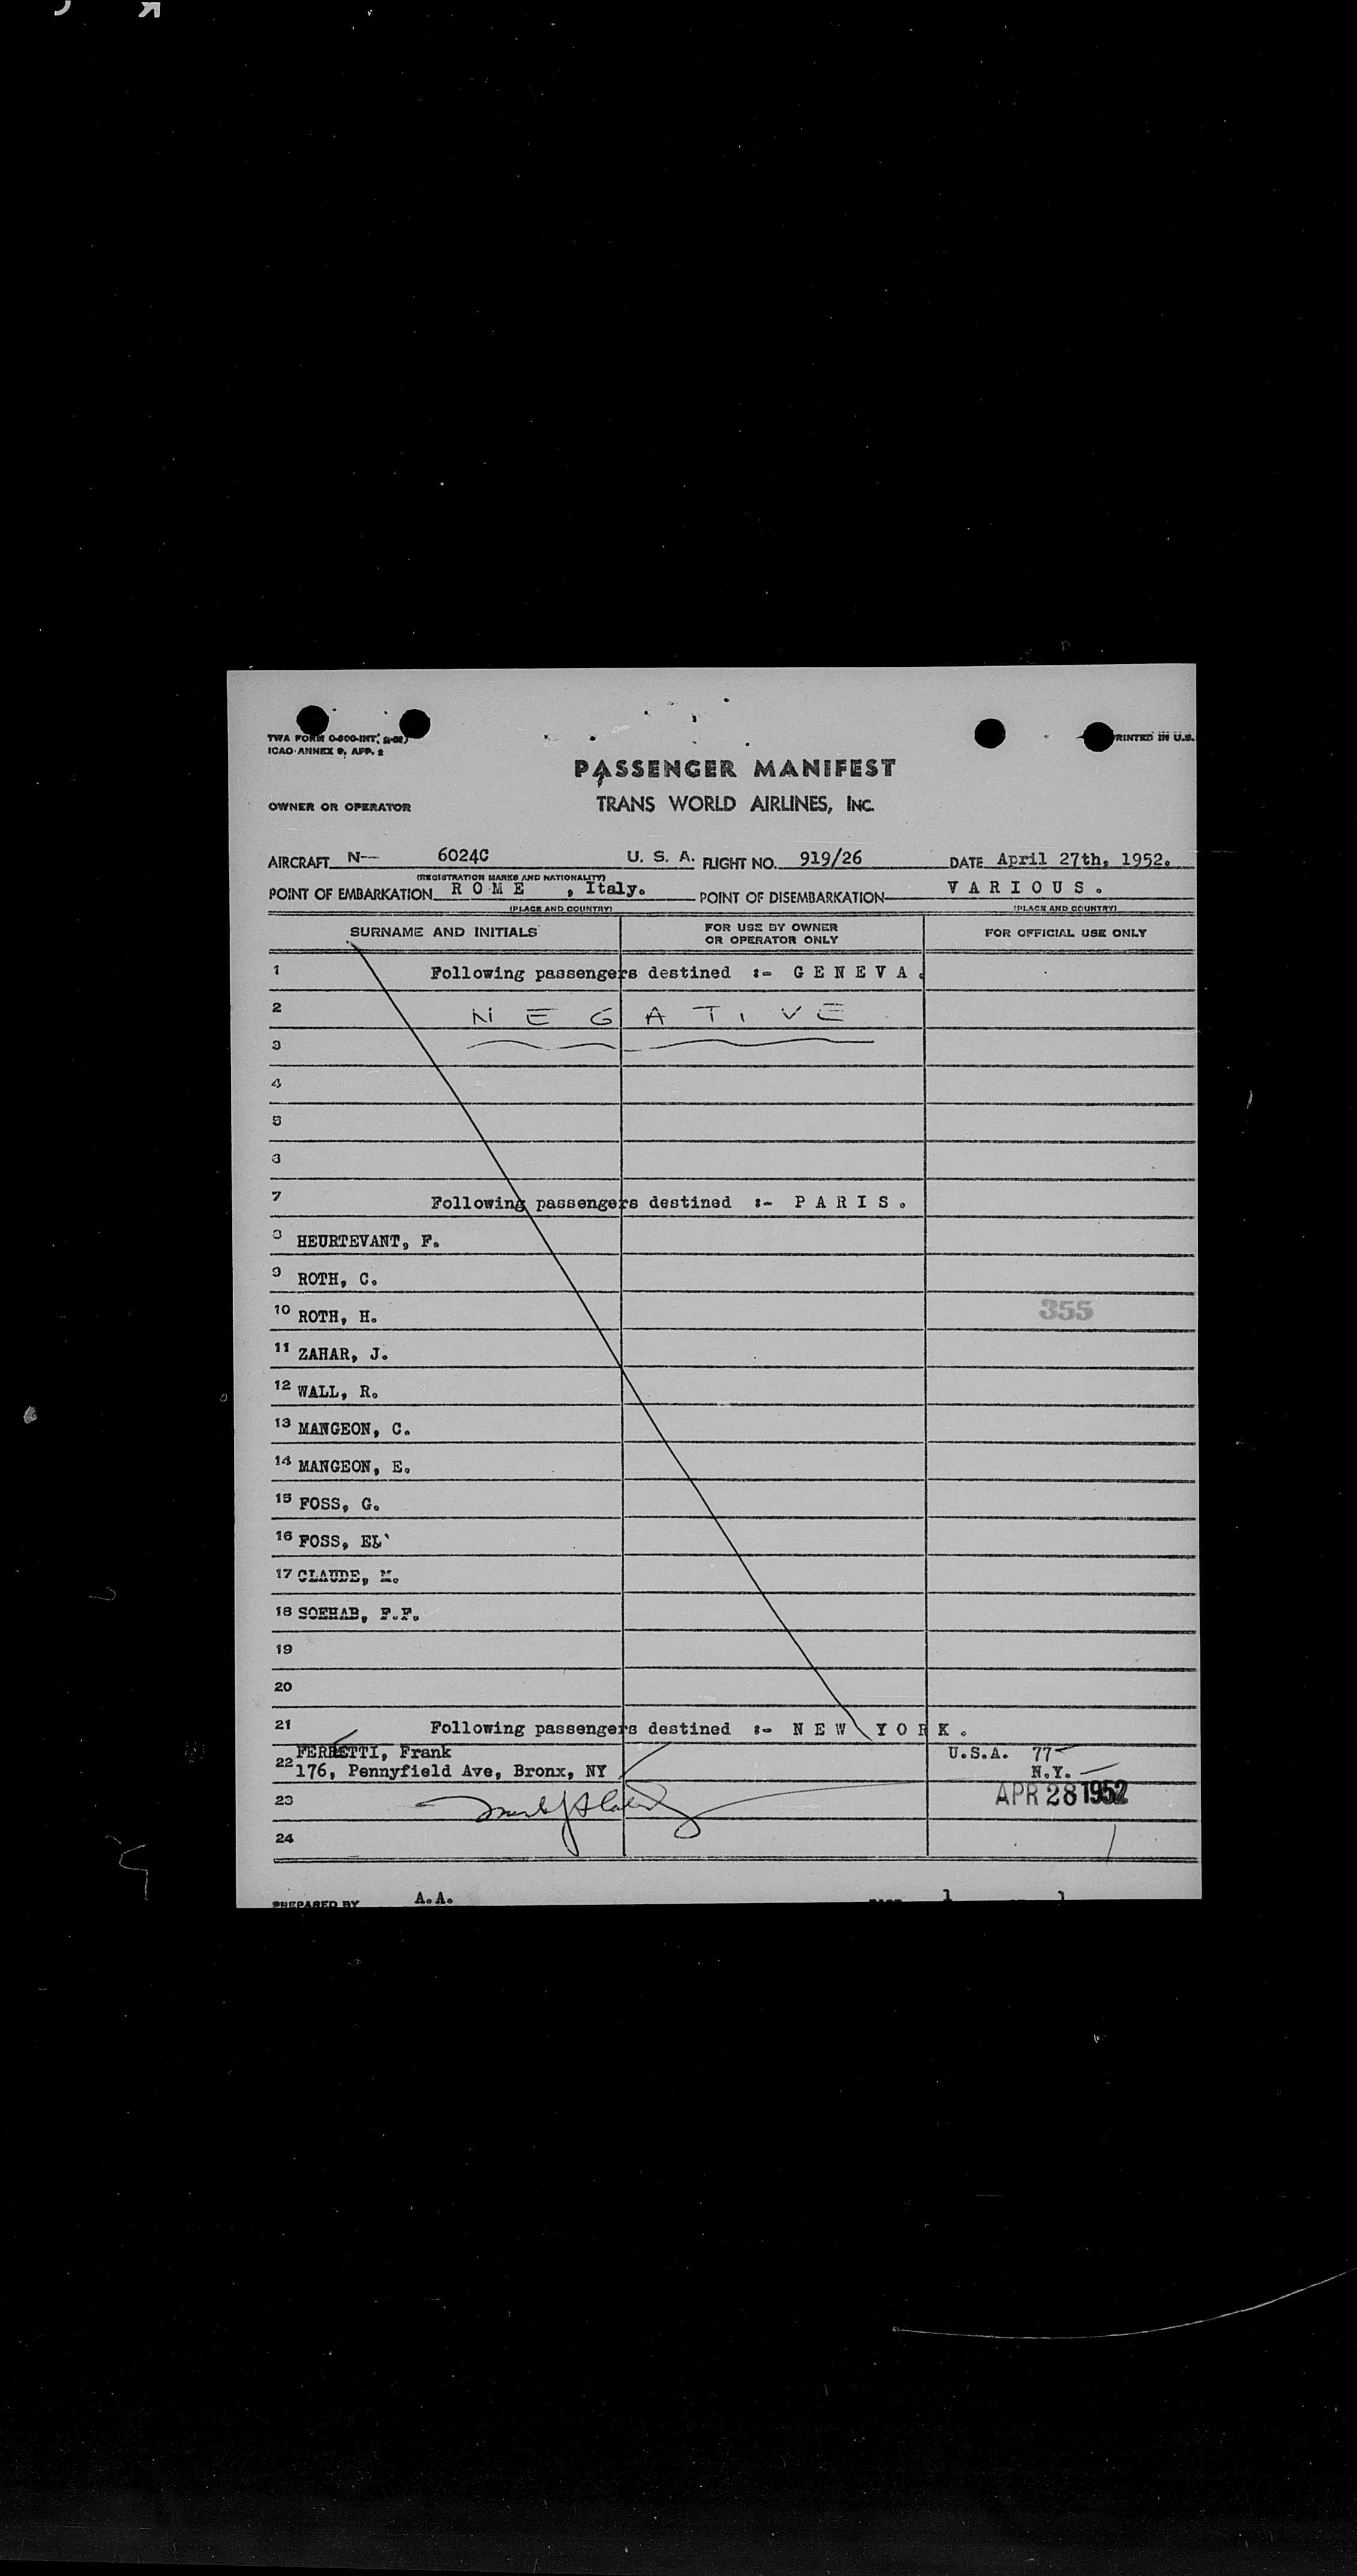 TWA FORM 0-800-INT.
ICAO ANNEX 9, APP. 2
PRINTED IN U.S.
PASSENGER MANIFEST
OWNER OR OPERATOR TRANS WORLD AIRLINES, INC.
AIRCRAFT N-- 6024C U. S. A. FLIGHT NO. 919/26 DATE April 27th, 1952.
(REGISTRATION MARKS AND NATIONALITY)
POINT OF EMBARKATION R O M E , Italy. POINT OF DISEMBARKATION V A R I O U S .
(PLACE AND COUNTRY) (PLACE AND COUNTRY)
SURNAME AND INITIALS FOR USE BY OWNER OR OPERATOR ONLY FOR OFFICIAL USE ONLY
1 Following passengers destined :- G E N E V A.
2 N E G A T I V E
3
4
5
6
7 Following passengers destined :- P A R I S .
8 HEURTEVANT, F.
9 ROTH, C.
10 ROTH, H. 355
11 ZAHAR, J.
12 WALL, R.
13 MANGEON, C.
14 MANGEON, E.
15 FOSS, G.
16 FOSS, EL'
17 CLAUDE, M.
18 SOEHAB, F.F.
19
20
21 Following passengers destined :- N E W Y O R K .
22 FERRETTI, Frank U.S.A. 77
176, Pennyfield Ave, Bronx, NY N.Y.
23 APR 28 1952
24
PREPARED BY A.A. 1 1